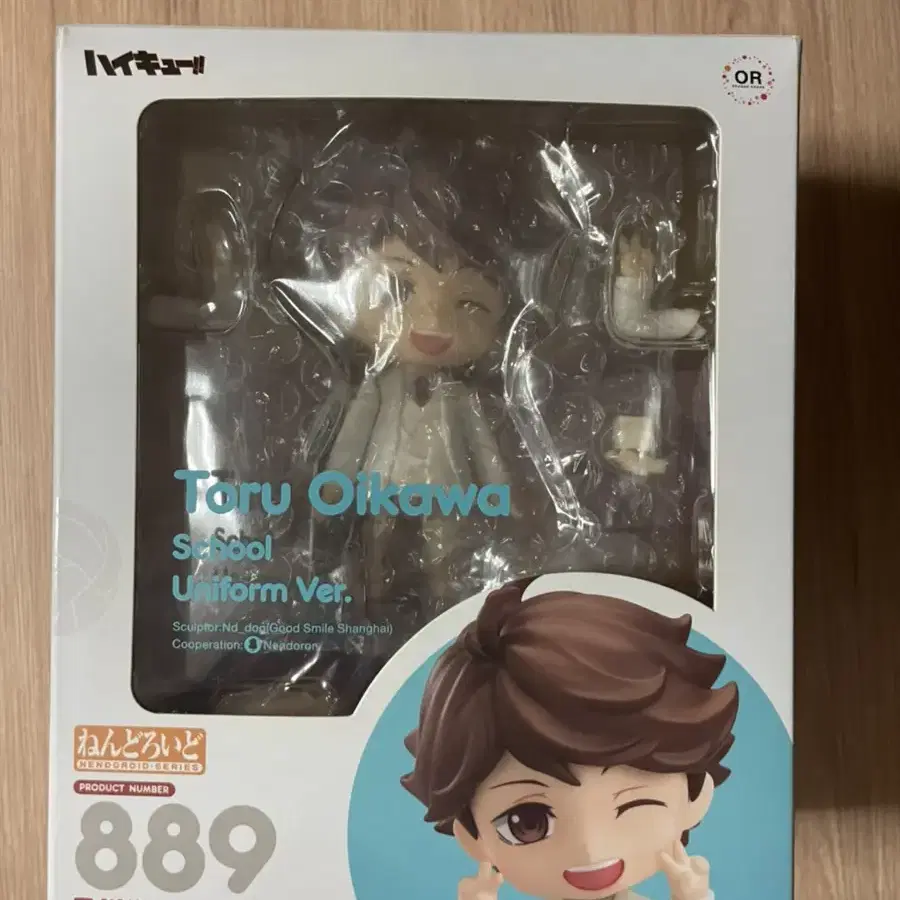 ハイキュー!!
OR
Toru Oikawa
School
Uniform Ver.
Sculptor:Nd_dog(Good Smile Shanghai)
Cooperation: Nendoron
ねんどろいど
NENDOROID・SERIES
PRODUCT NUMBER
889